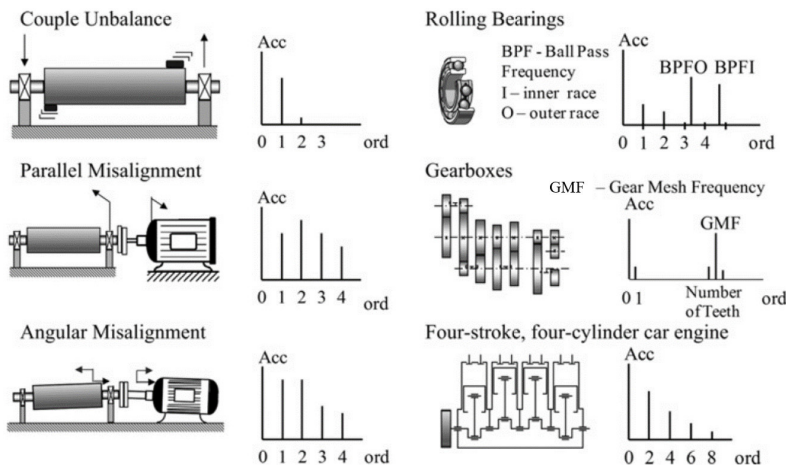 Couple Unbalance
Acc
0 1 2 3 ord
Parallel Misalignment
Acc
0 1 2 3 4 ord
Angular Misalignment
Acc
0 1 2 3 4 ord
Rolling Bearings
BPF - Ball Pass
Frequency
I – inner race
O – outer race
Acc
BPFO BPFI
0 1 2 3 4 ord
Gearboxes
GMF – Gear Mesh Frequency
Acc
GMF
0 1 Number ord
of Teeth
Four-stroke, four-cylinder car engine
Acc
0 2 4 6 8 ord